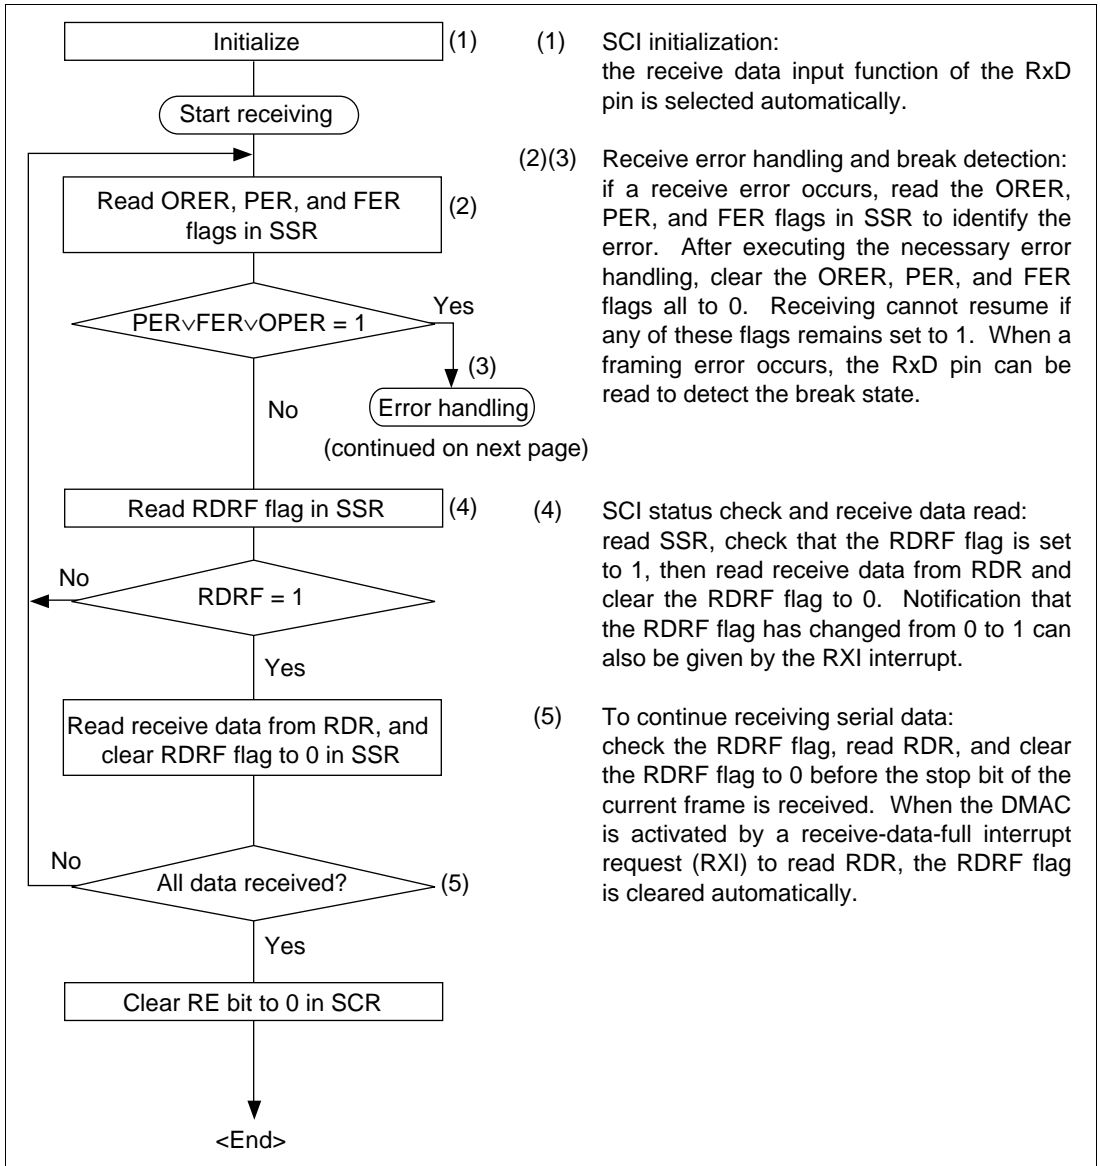 Initialize
(1)
Start receiving
Read ORER, PER, and FER
flags in SSR
(2)
PER∨FER∨OPER = 1
Yes
(3)
Error handling
(continued on next page)
No
Read RDRF flag in SSR
(4)
No
RDRF = 1
Yes
Read receive data from RDR, and
clear RDRF flag to 0 in SSR
No
All data received?
(5)
Yes
Clear RE bit to 0 in SCR
<End>
(1) SCI initialization:
the receive data input function of the RxD
pin is selected automatically.
(2)(3) Receive error handling and break detection:
if a receive error occurs, read the ORER,
PER, and FER flags in SSR to identify the
error. After executing the necessary error
handling, clear the ORER, PER, and FER
flags all to 0. Receiving cannot resume if
any of these flags remains set to 1. When a
framing error occurs, the RxD pin can be
read to detect the break state.
(4) SCI status check and receive data read:
read SSR, check that the RDRF flag is set
to 1, then read receive data from RDR and
clear the RDRF flag to 0. Notification that
the RDRF flag has changed from 0 to 1 can
also be given by the RXI interrupt.
(5) To continue receiving serial data:
check the RDRF flag, read RDR, and clear
the RDRF flag to 0 before the stop bit of the
current frame is received. When the DMAC
is activated by a receive-data-full interrupt
request (RXI) to read RDR, the RDRF flag
is cleared automatically.